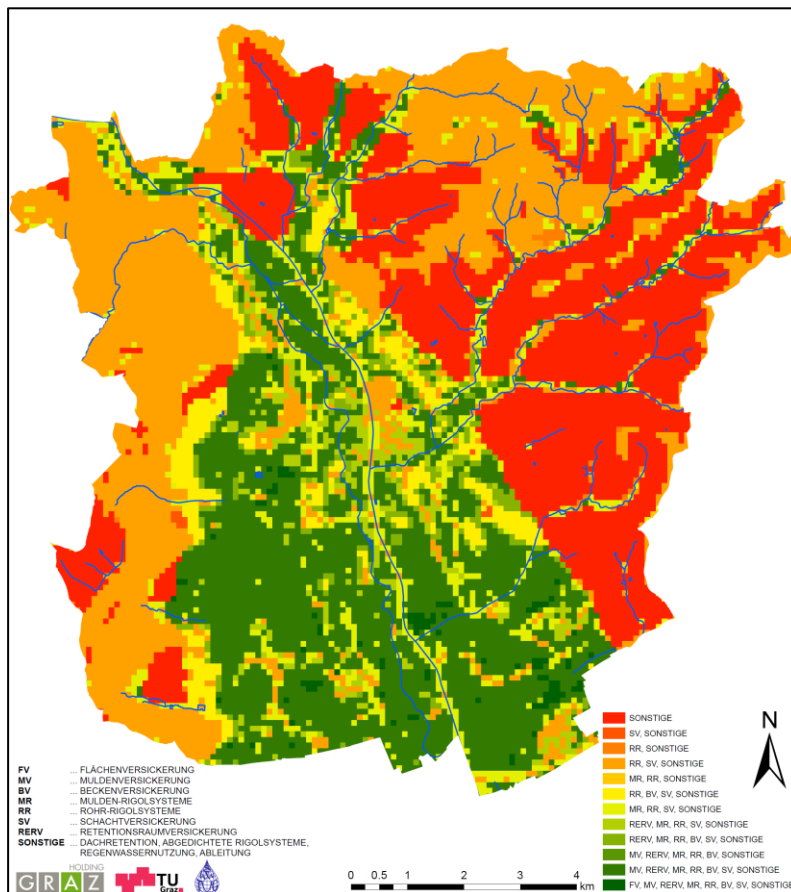 N
SONSTIGE
SV, SONSTIGE
RR, SONSTIGE
RR, SV, SONSTIGE
MR, RR, SONSTIGE
RR, BV, SV, SONSTIGE
MR, RR, SV, SONSTIGE
RERV, MR, RR, SV, SONSTIGE
RERV, MR, RR, BV, SV, SONSTIGE
MV, RERV, MR, RR, BV, SONSTIGE
MV, RERV, MR, RR, BV, SV, SONSTIGE
FV, MV, RERV, MR, RR, BV, SV, SONSTIGE
FV ... FLÄCHENVERSICKERUNG
MV ... MULDENVERSICKERUNG
BV ... BECKENVERSICKERUNG
MR ... MULDEN-RIGOLSYSTEME
RR ... ROHR-RIGOLSYSTEME
SV ... SCHACHTVERSICKERUNG
RERV ... RETENTIONSRAUMVERSICKERUNG
SONSTIGE ... DACHRETENTION, ABGEDICHTETE RIGOLSYSTEME,
REGENWASSERNUTZUNG, ABLEITUNG
HOLDING
GRAZ
TU
Graz
0 0.5 1 2 3 4
km